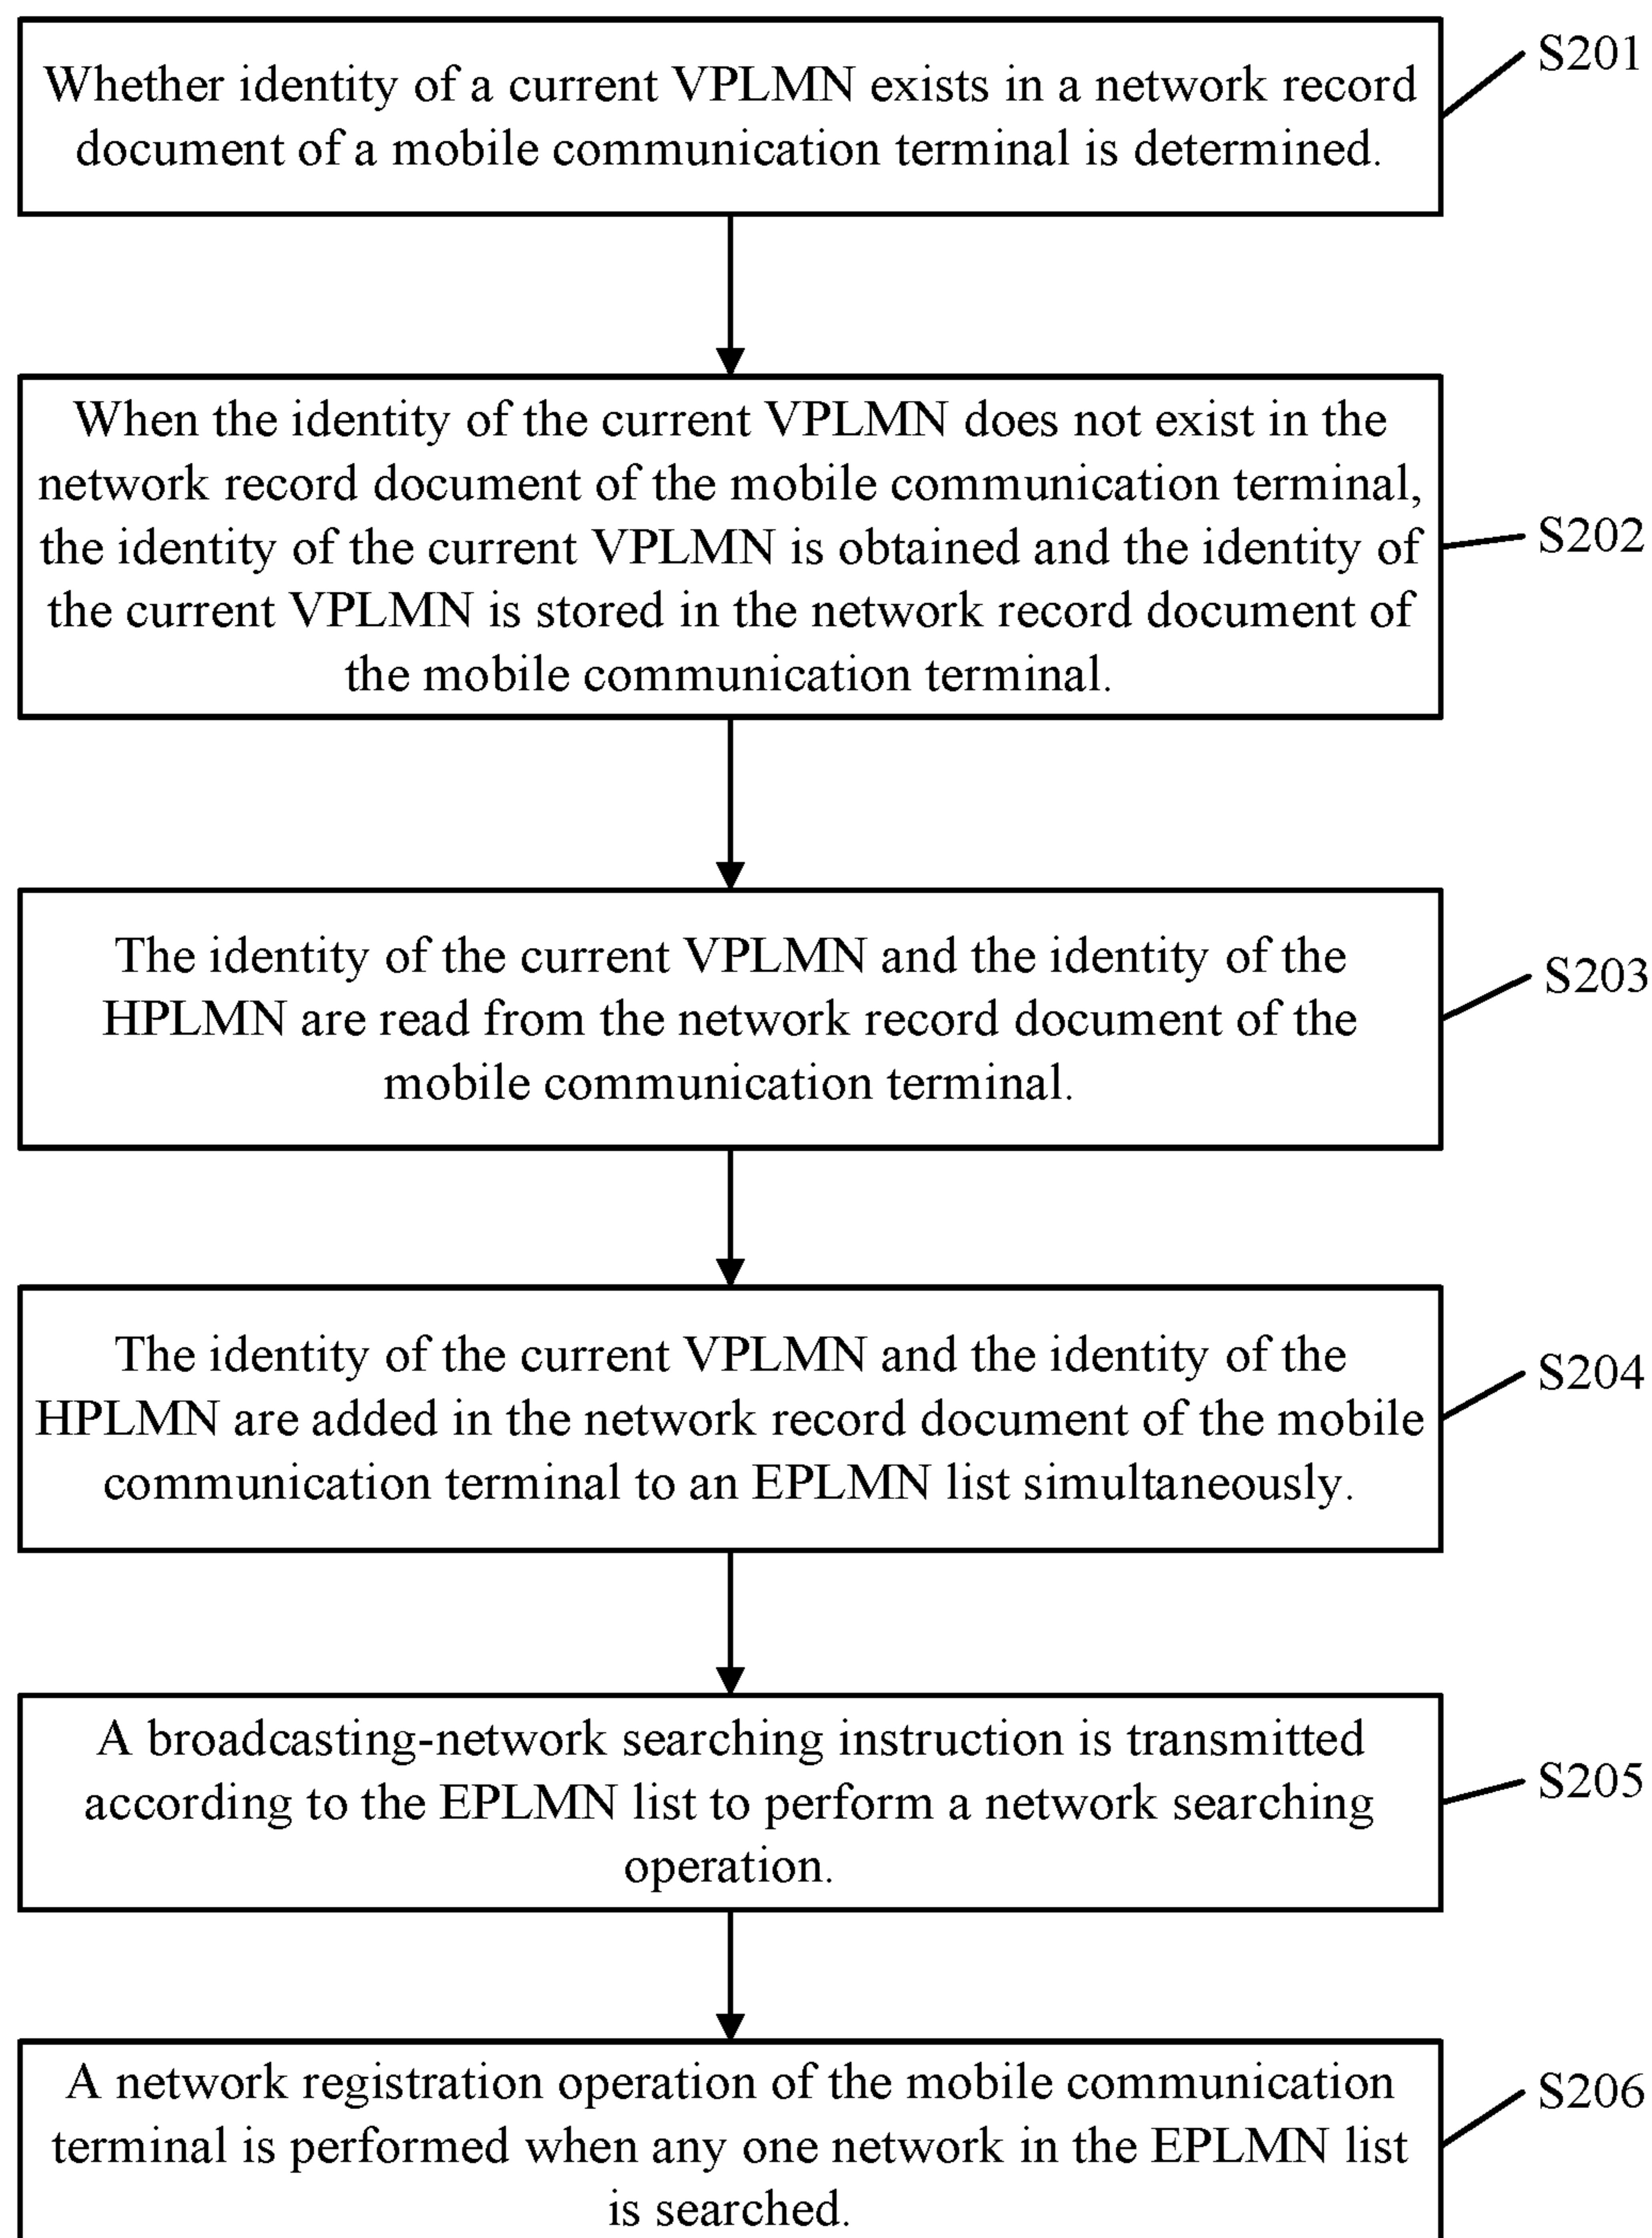 Whether identity of a current VPLMN exists in a network record
document of a mobile communication terminal is determined.
S201
When the identity of the current VPLMN does not exist in the
network record document of the mobile communication terminal,
the identity of the current VPLMN is obtained and the identity of
the current VPLMN is stored in the network record document of
the mobile communication terminal.
S202
The identity of the current VPLMN and the identity of the
HPLMN are read from the network record document of the
mobile communication terminal.
S203
The identity of the current VPLMN and the identity of the
HPLMN are added in the network record document of the mobile
communication terminal to an EPLMN list simultaneously.
S204
A broadcasting-network searching instruction is transmitted
according to the EPLMN list to perform a network searching
operation.
S205
A network registration operation of the mobile communication
terminal is performed when any one network in the EPLMN list
is searched.
S206